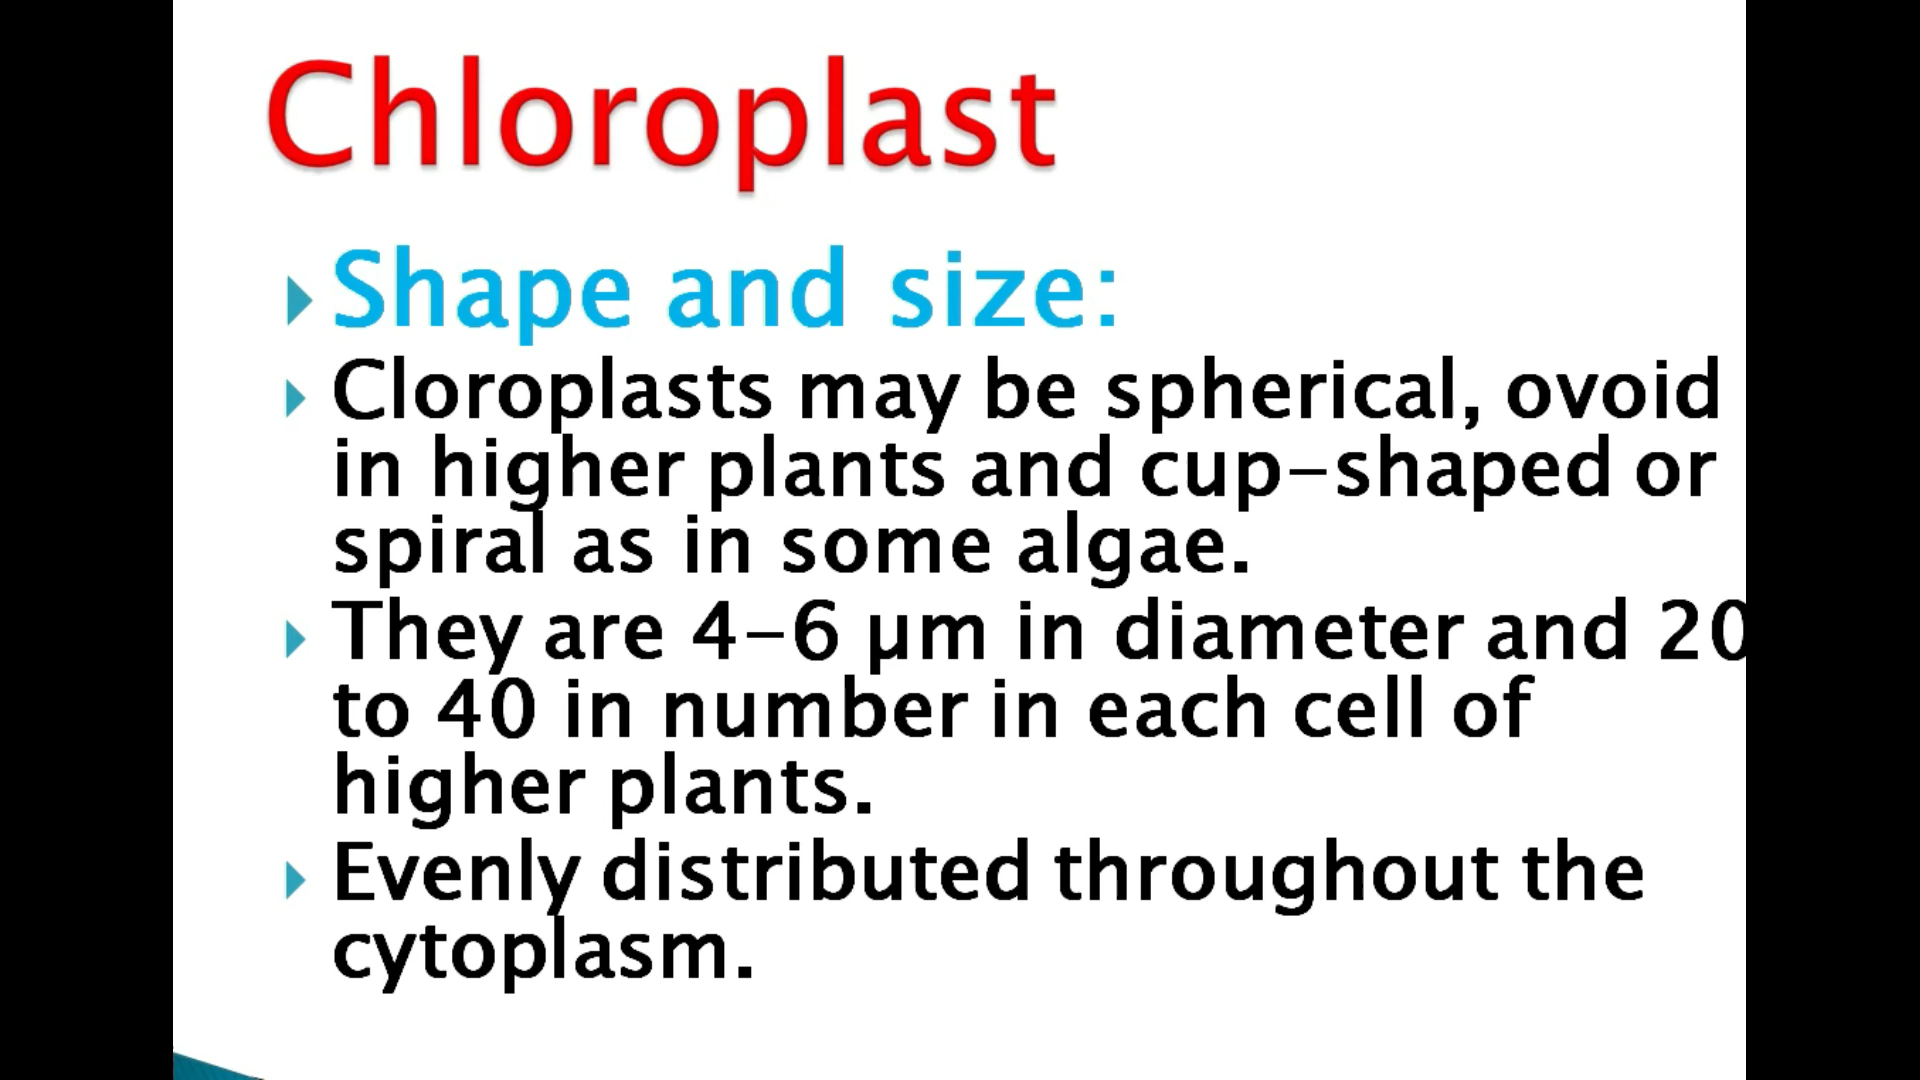 Chloroplast
Shape and size:
Cloroplasts may be spherical, ovoid
in higher plants and cup-shaped or
spiral as in some algae.
They are 4-6 µm in diameter and 20
to 40 in number in each cell of
higher plants.
Evenly distributed throughout the
cytoplasm.